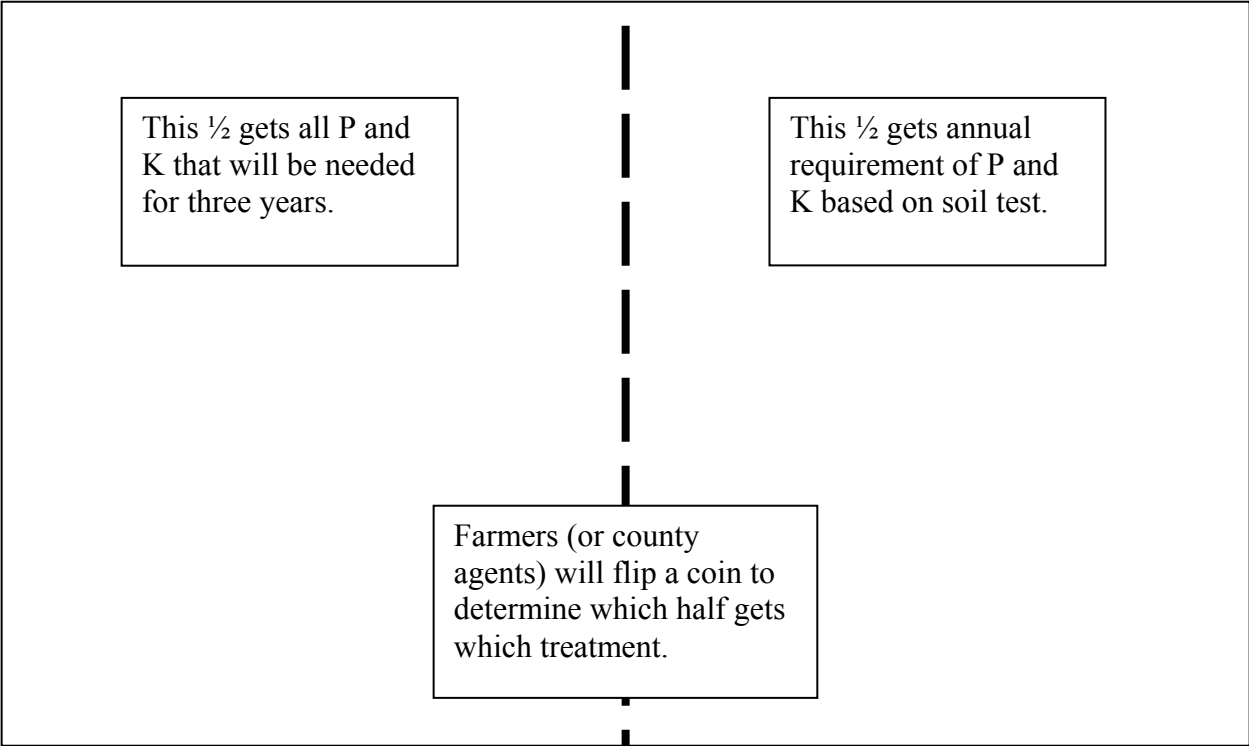 This ½ gets all P and
K that will be needed
for three years.
This ½ gets annual
requirement of P and
K based on soil test.
Farmers (or county
agents) will flip a coin to
determine which half gets
which treatment.